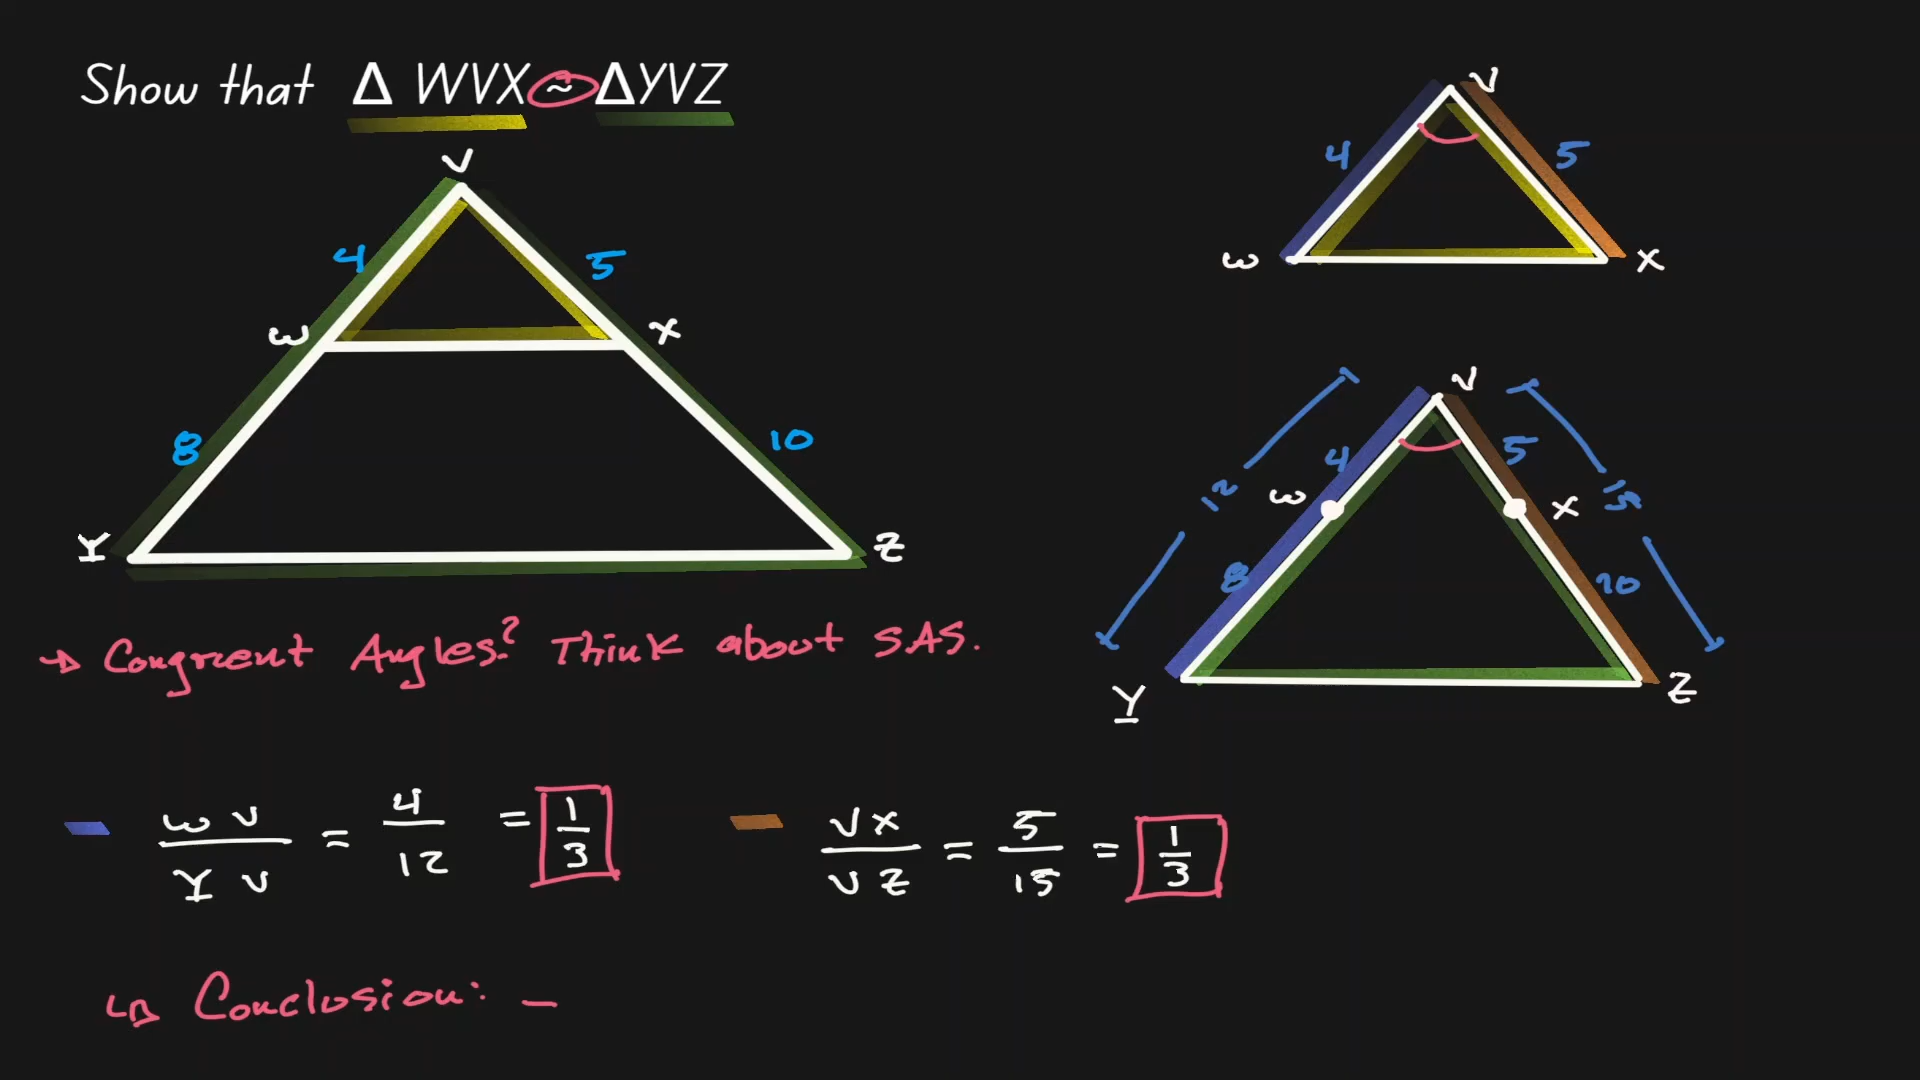 Show that Δ WVX ≈ ΔYVZ
V
4
5
W
X
8
10
Y
Z
V
4
5
W
X
V
4
5
12
W
X
15
8
10
Y
Z
→ Congruent Angles? Think about SAS.
WV/YV = 4/12 = 1/3
VX/VZ = 5/15 = 1/3
↳ Conclusion: –